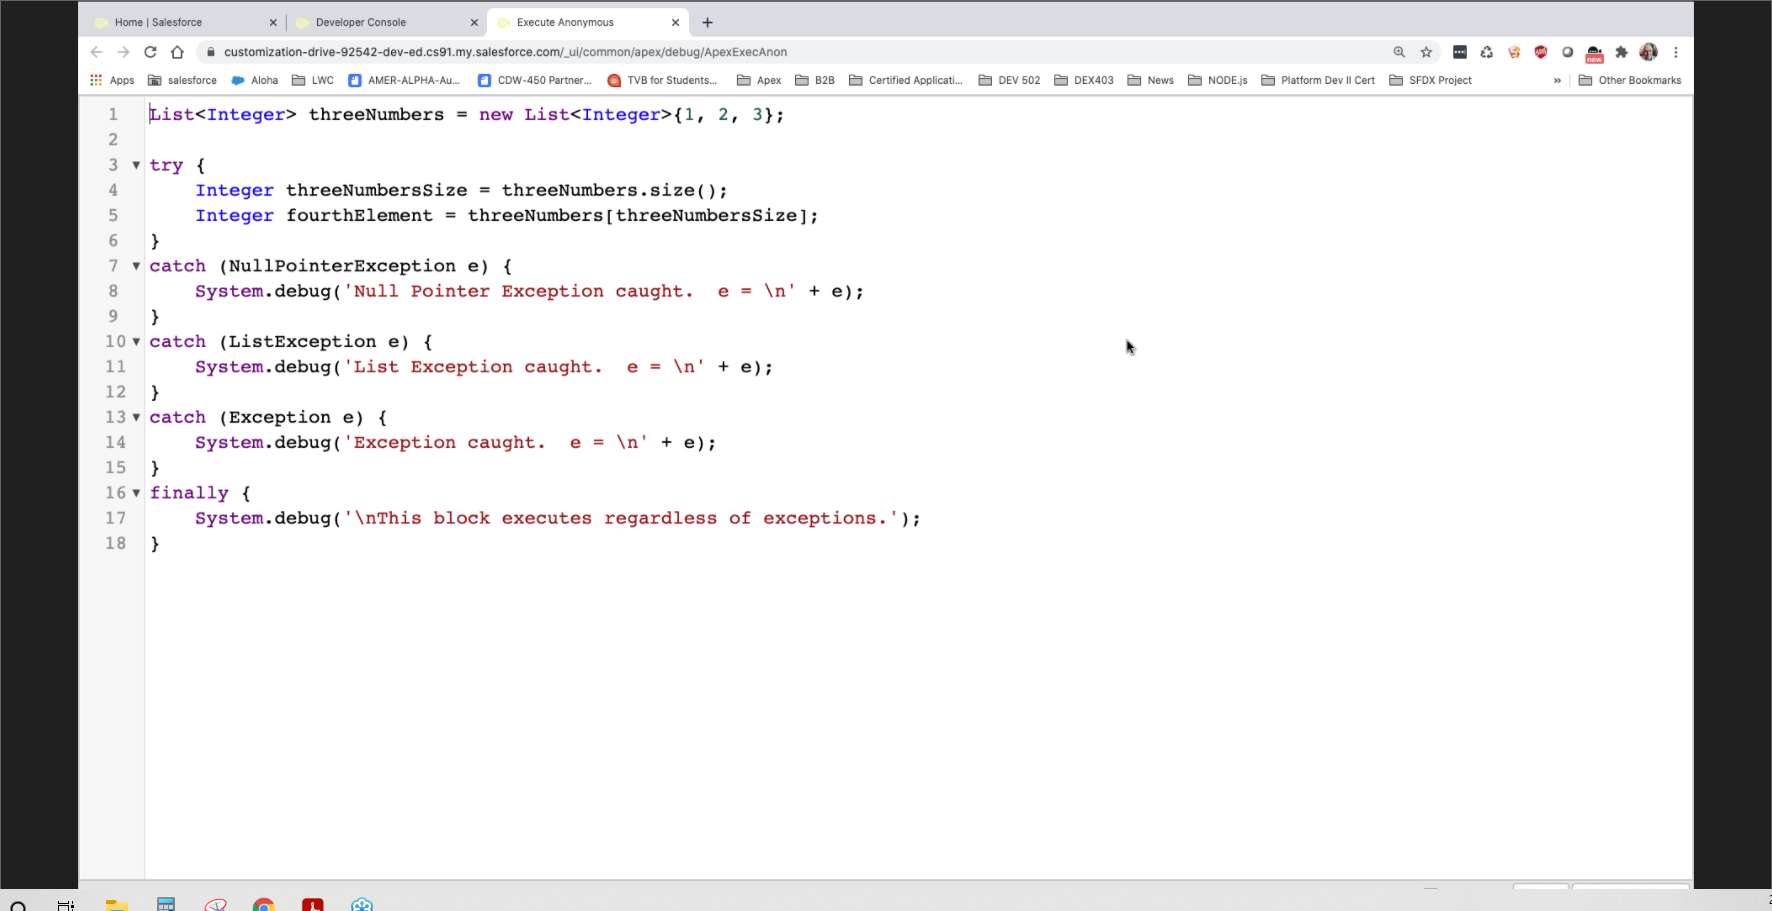 Home | Salesforce Developer Console Execute Anonymous
customization-drive-92542-dev-ed.cs91.my.salesforce.com/_ui/common/apex/debug/ApexExecAnon
new
Apps salesforce Aloha LWC AMER-ALPHA-Au... CDW-450 Partner... TVB for Students... Apex B2B Certified Applicati... DEV 502 DEX403 News NODE.js Platform Dev II Cert SFDX Project » Other Bookmarks
1 List<Integer> threeNumbers = new List<Integer>{1, 2, 3};
2
3 try {
4     Integer threeNumbersSize = threeNumbers.size();
5     Integer fourthElement = threeNumbers[threeNumbersSize];
6 }
7 catch (NullPointerException e) {
8     System.debug('Null Pointer Exception caught.  e = \n' + e);
9 }
10 catch (ListException e) {
11     System.debug('List Exception caught.  e = \n' + e);
12 }
13 catch (Exception e) {
14     System.debug('Exception caught.  e = \n' + e);
15 }
16 finally {
17     System.debug('\nThis block executes regardless of exceptions.');
18 }